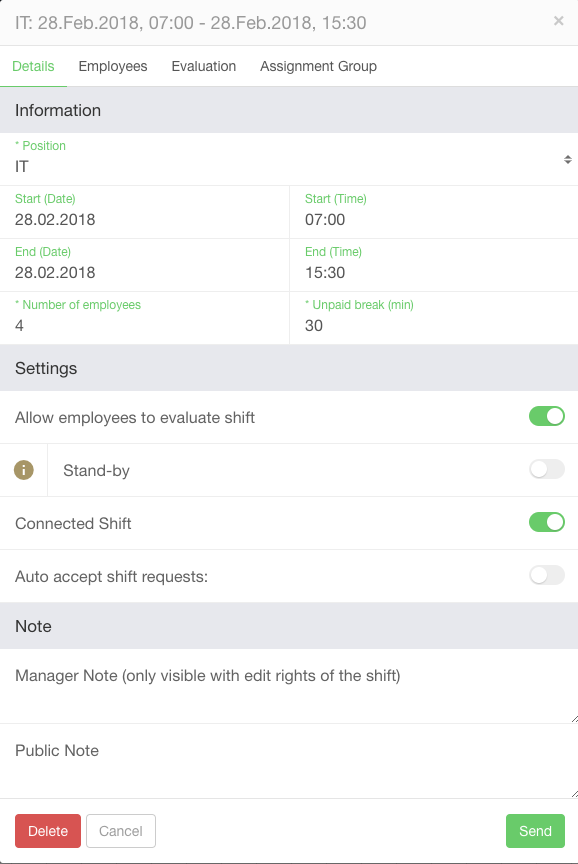 IT: 28.Feb.2018, 07:00 - 28.Feb.2018, 15:30 ×
Details Employees Evaluation Assignment Group
Information
* Position
IT
Start (Date) Start (Time)
28.02.2018 07:00
End (Date) End (Time)
28.02.2018 15:30
* Number of employees * Unpaid break (min)
4 30
Settings
Allow employees to evaluate shift
i Stand-by
Connected Shift
Auto accept shift requests:
Note
Manager Note (only visible with edit rights of the shift)
Public Note
Delete Cancel Send